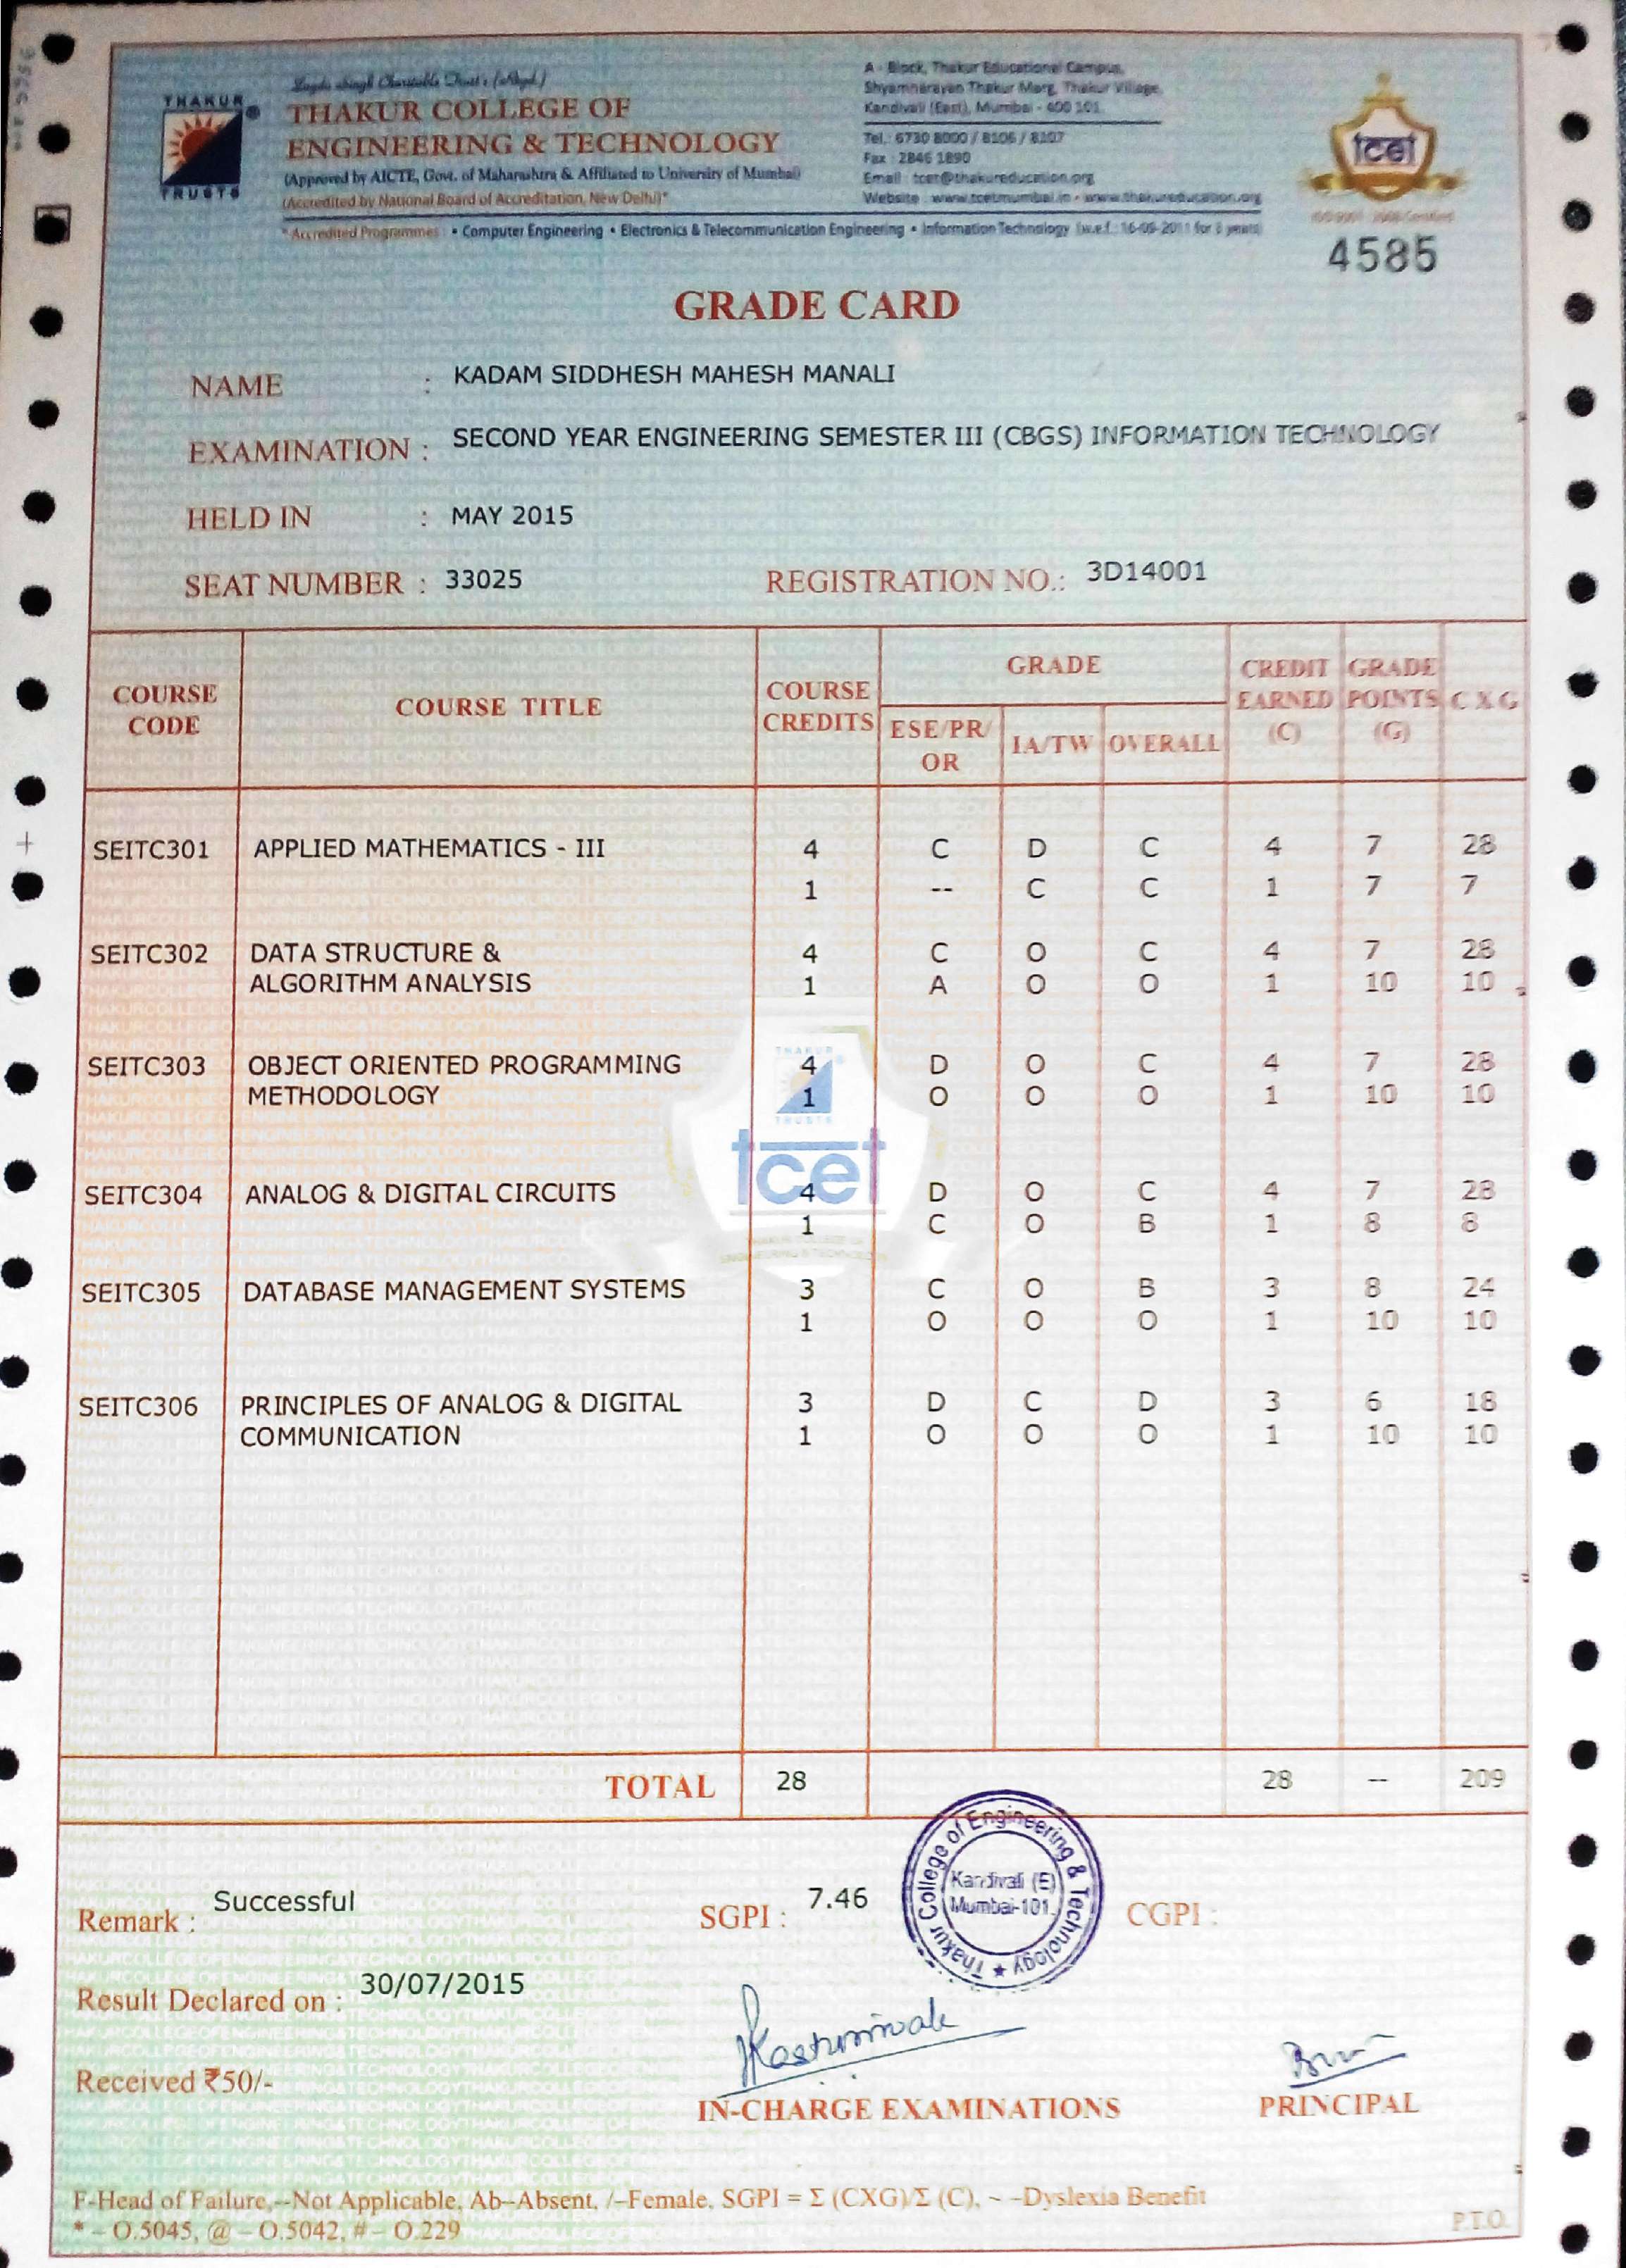 THAKUR
TRUSTS
THAKUR COLLEGE OF
ENGINEERING & TECHNOLOGY
(Approved by AICTE, Govt. of Maharashtra & Affiliated to University of Mumbai)
(Accredited by National Board of Accreditation, New Delhi)*
* Accredited Programmes : • Computer Engineering • Electronics & Telecommunication Engineering • Information Technology (w.e.f.: 16-09-2011 for 3 years)
A - Block, Thakur Educational Campus,
Shyamnarayan Thakur Marg, Thakur Village,
Kandivali (East), Mumbai - 400 101.
Tel.: 6730 8000 / 8106 / 8107
Fax : 2846 1890
Email : tcet@thakureducation.org
Website : www.tcetmumbai.in • www.thakureducation.org
tcet
ISO 9001 : 2008 Certified
4585
GRADE CARD
NAME : KADAM SIDDHESH MAHESH MANALI
EXAMINATION : SECOND YEAR ENGINEERING SEMESTER III (CBGS) INFORMATION TECHNOLOGY
HELD IN : MAY 2015
SEAT NUMBER : 33025 REGISTRATION NO.: 3D14001
COURSE CODE COURSE TITLE COURSE CREDITS GRADE CREDIT EARNED (C) GRADE POINTS (G) C X G
ESE/PR/ OR IA/TW OVERALL
SEITC301 APPLIED MATHEMATICS - III 4 C D C 4 7 28
1 -- C C 1 7 7
SEITC302 DATA STRUCTURE & 4 C O C 4 7 28
ALGORITHM ANALYSIS 1 A O O 1 10 10
SEITC303 OBJECT ORIENTED PROGRAMMING 4 D O C 4 7 28
METHODOLOGY 1 O O O 1 10 10
SEITC304 ANALOG & DIGITAL CIRCUITS 4 D O C 4 7 28
1 C O B 1 8 8
SEITC305 DATABASE MANAGEMENT SYSTEMS 3 C O B 3 8 24
1 O O O 1 10 10
SEITC306 PRINCIPLES OF ANALOG & DIGITAL 3 D C D 3 6 18
COMMUNICATION 1 O O O 1 10 10
THAKUR
TRUSTS
tcet
TOTAL 28 28 -- 209
Remark : Successful SGPI : 7.46 CGPI :
Thakur College of Engineering & Technology ★
Kandivali (E)
Mumbai-101.
Result Declared on : 30/07/2015
Received ₹50/-
IN-CHARGE EXAMINATIONS PRINCIPAL
F-Head of Failure,--Not Applicable, Ab--Absent, /–Female, SGPI = Σ (CXG)/Σ (C), ~ -Dyslexia Benefit
* – O.5045, @ – O.5042, # – O.229
P.T.O.